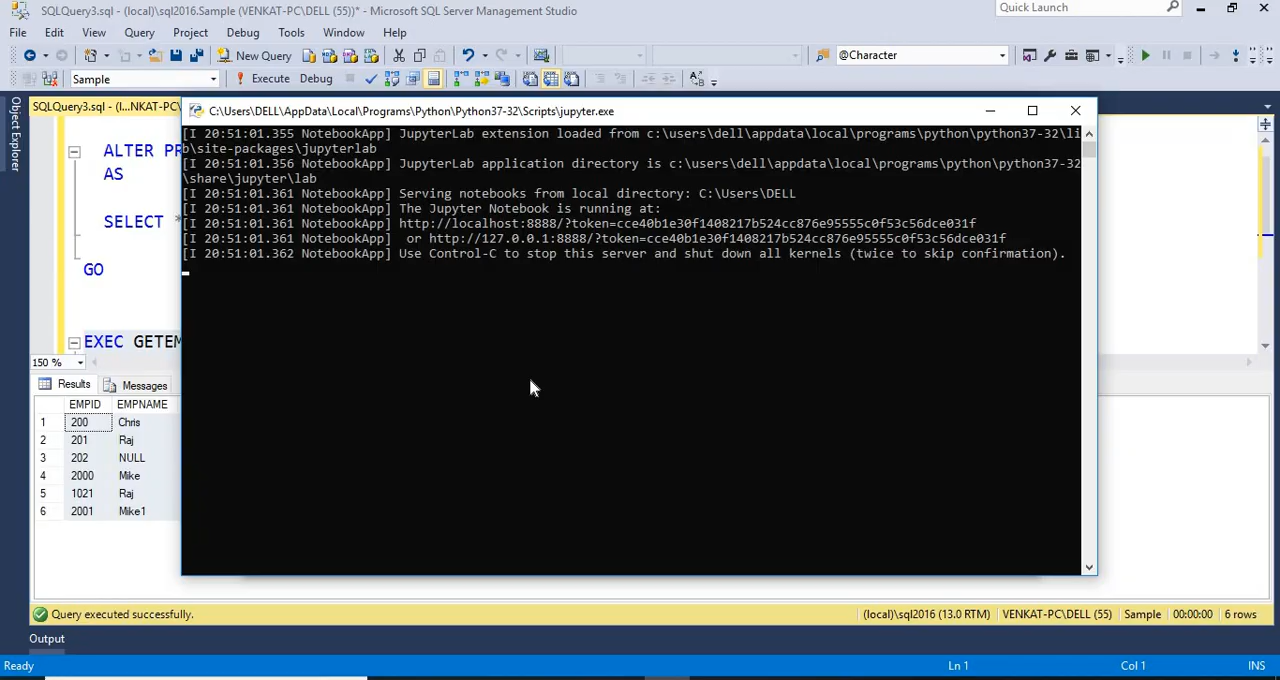 SQLQuery3.sql - (local)\sql2016.Sample (VENKAT-PC\DELL (55))* - Microsoft SQL Server Management Studio
Quick Launch
File Edit View Query Project Debug Tools Window Help
New Query
@Character
Sample
Execute Debug
Object Explorer
SQLQuery3.sql - (l...NKAT-PC\
C:\Users\DELL\AppData\Local\Programs\Python\Python37-32\Scripts\jupyter.exe
[I 20:51:01.355 NotebookApp] JupyterLab extension loaded from c:\users\dell\appdata\local\programs\python\python37-32\li
b\site-packages\jupyterlab
[I 20:51:01.356 NotebookApp] JupyterLab application directory is c:\users\dell\appdata\local\programs\python\python37-32
\share\jupyter\lab
[I 20:51:01.361 NotebookApp] Serving notebooks from local directory: C:\Users\DELL
[I 20:51:01.361 NotebookApp] The Jupyter Notebook is running at:
[I 20:51:01.361 NotebookApp] http://localhost:8888/?token=cce40b1e30f1408217b524cc876e95555c0f53c56dce031f
[I 20:51:01.361 NotebookApp]  or http://127.0.0.1:8888/?token=cce40b1e30f1408217b524cc876e95555c0f53c56dce031f
[I 20:51:01.362 NotebookApp] Use Control-C to stop this server and shut down all kernels (twice to skip confirmation).
ALTER PR
AS
SELECT *
GO
EXEC GETEM
150 %
Results Messages
EMPID EMPNAME
1 200 Chris
2 201 Raj
3 202 NULL
4 2000 Mike
5 1021 Raj
6 2001 Mike1
Query executed successfully.
(local)\sql2016 (13.0 RTM) VENKAT-PC\DELL (55) Sample 00:00:00 6 rows
Output
Ready Ln 1 Col 1 INS